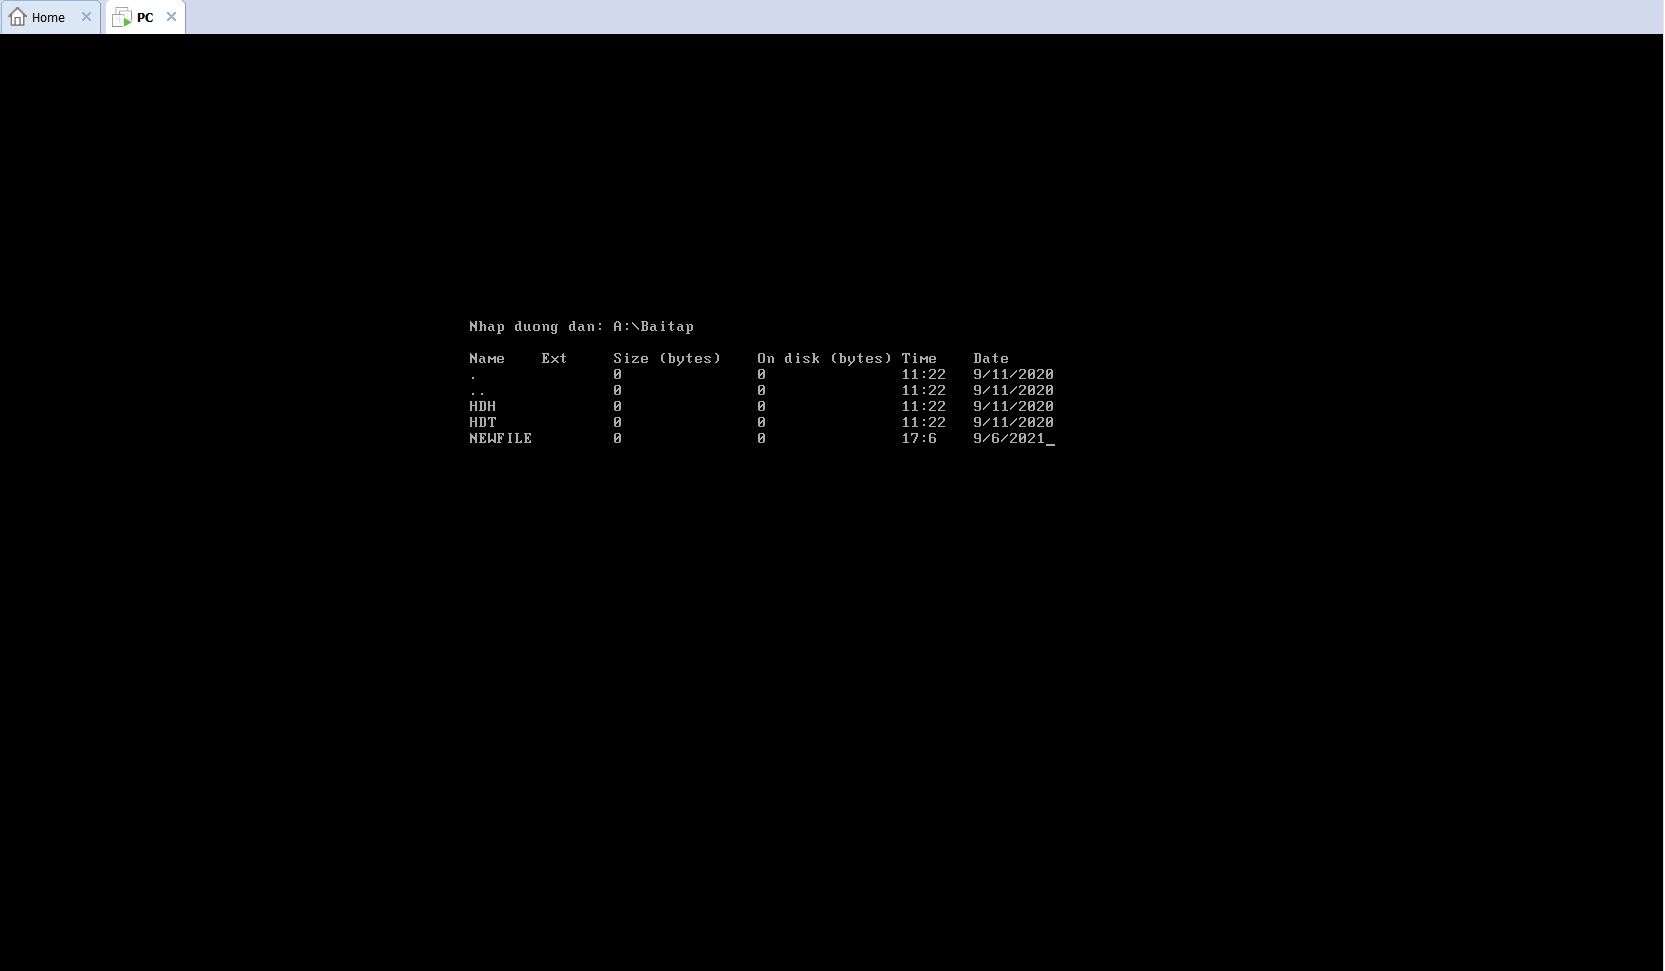 Home PC
Nhap duong dan: A:\Baitap
Name Ext Size (bytes) On disk (bytes) Time Date
. 0 0 11:22 9/11/2020
.. 0 0 11:22 9/11/2020
HDH 0 0 11:22 9/11/2020
HDT 0 0 11:22 9/11/2020
NEWFILE 0 0 17:6 9/6/2021_